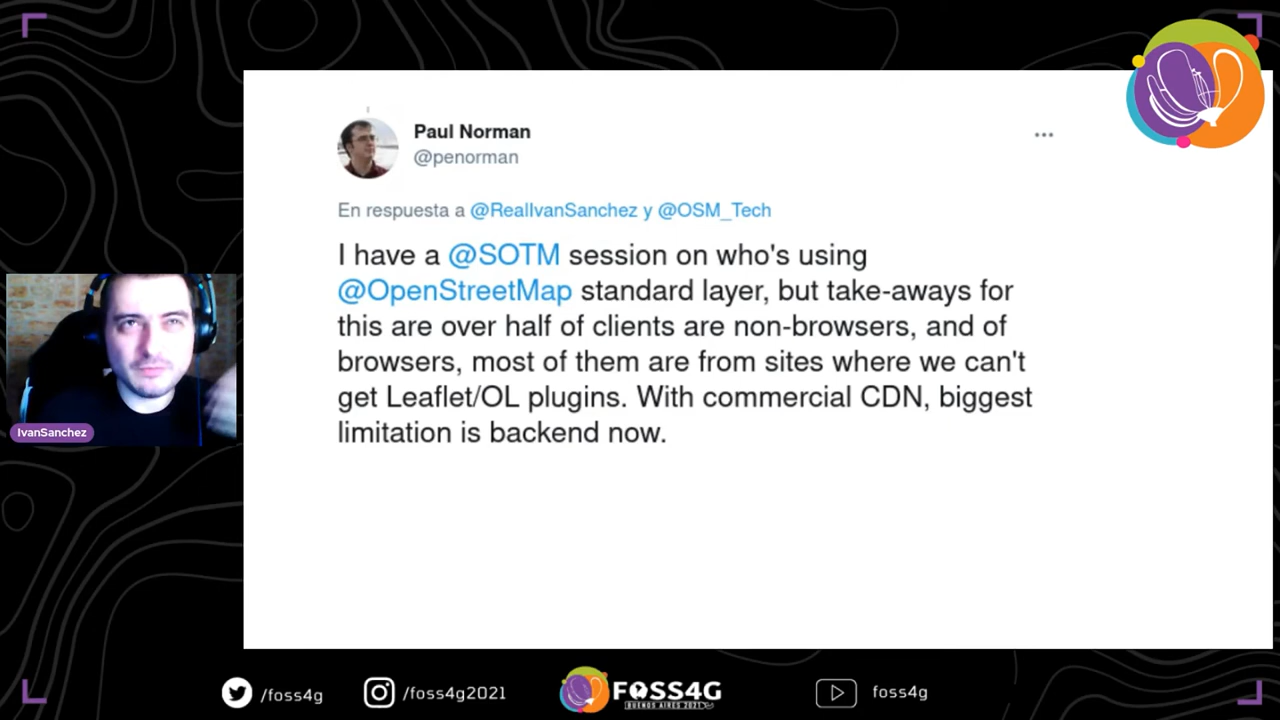 Paul Norman
@penorman
...
En respuesta a @RealIvanSanchez y @OSM_Tech
I have a @SOTM session on who's using
@OpenStreetMap standard layer, but take-aways for
this are over half of clients are non-browsers, and of
browsers, most of them are from sites where we can't
get Leaflet/OL plugins. With commercial CDN, biggest
limitation is backend now.
IvanSanchez
/foss4g
/foss4g2021
FOSS4G
BUENOS AIRES 2021
foss4g